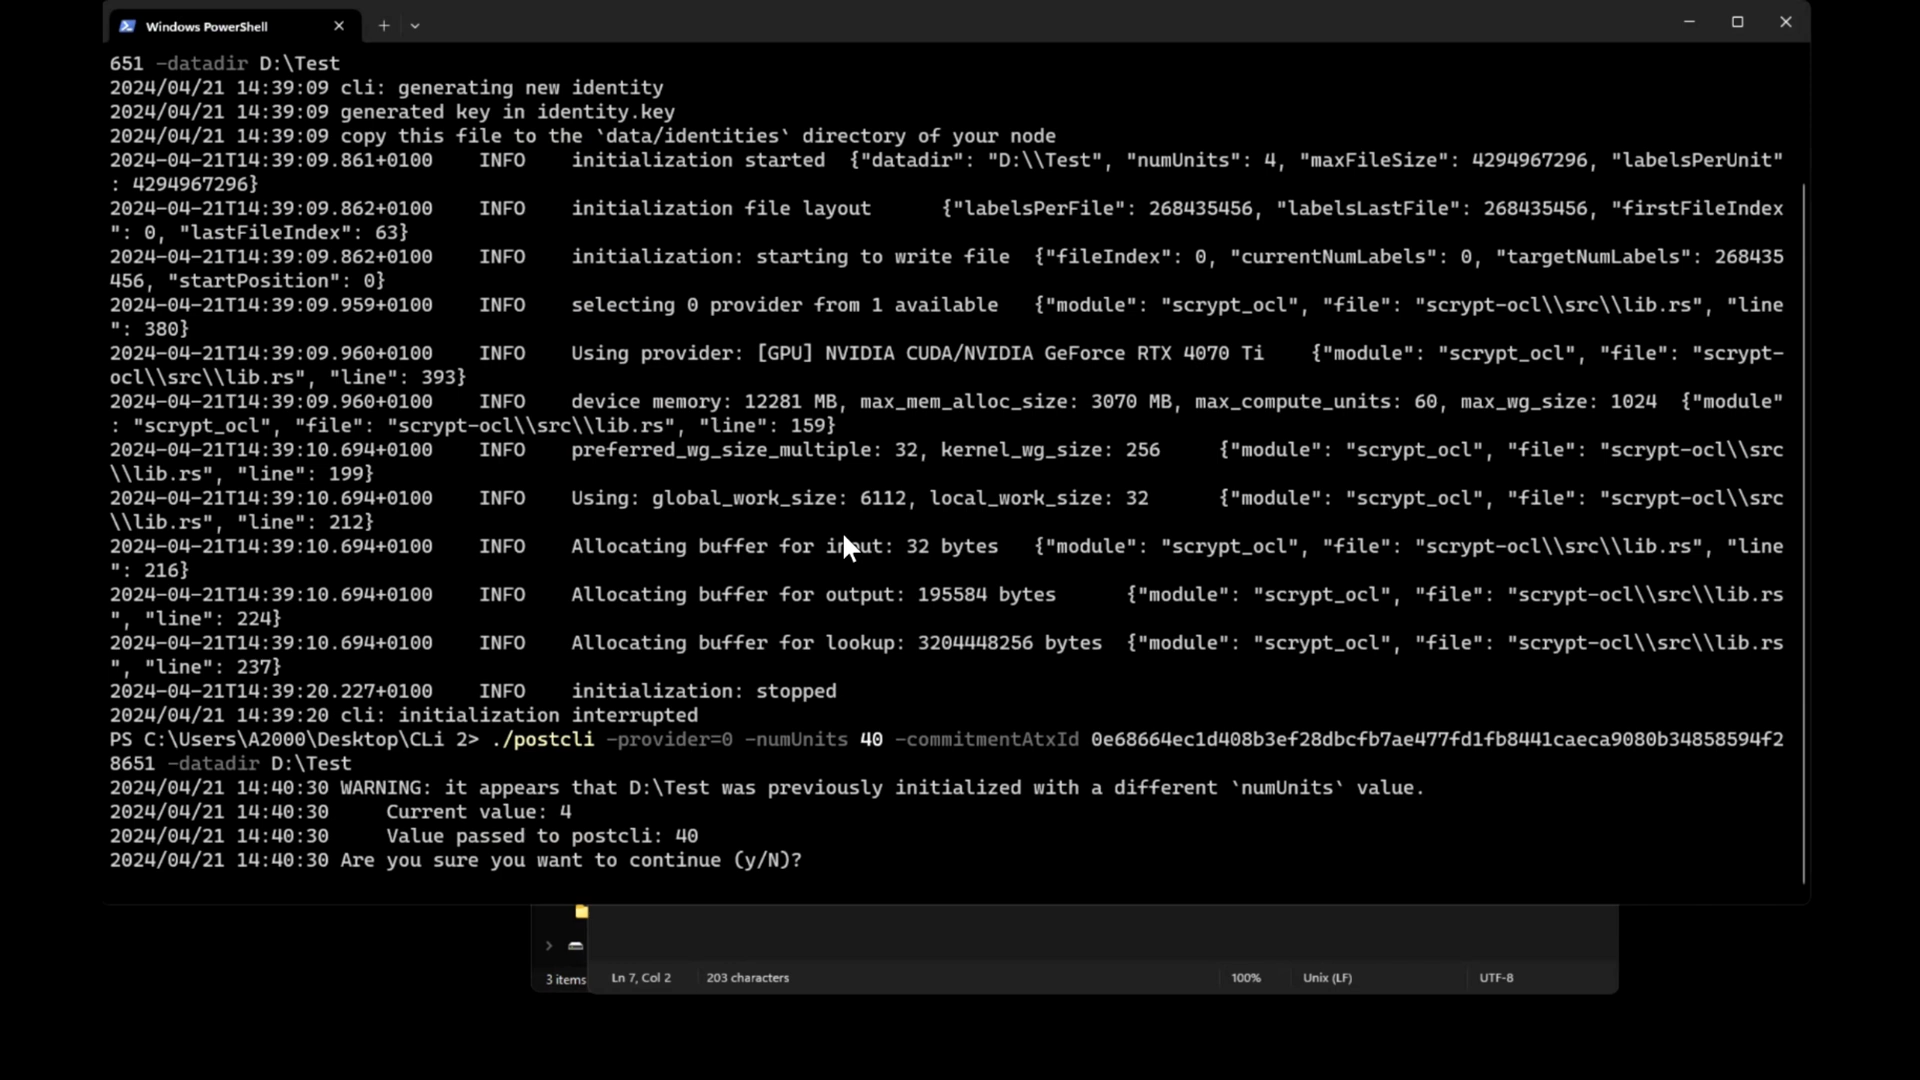 Windows PowerShell
651 -datadir D:\Test
2024/04/21 14:39:09 cli: generating new identity
2024/04/21 14:39:09 generated key in identity.key
2024/04/21 14:39:09 copy this file to the `data/identities` directory of your node
2024-04-21T14:39:09.861+0100    INFO    initialization started  {"datadir": "D:\\Test", "numUnits": 4, "maxFileSize": 4294967296, "labelsPerUnit"
: 4294967296}
2024-04-21T14:39:09.862+0100    INFO    initialization file layout      {"labelsPerFile": 268435456, "labelsLastFile": 268435456, "firstFileIndex
": 0, "lastFileIndex": 63}
2024-04-21T14:39:09.862+0100    INFO    initialization: starting to write file  {"fileIndex": 0, "currentNumLabels": 0, "targetNumLabels": 268435
456, "startPosition": 0}
2024-04-21T14:39:09.959+0100    INFO    selecting 0 provider from 1 available   {"module": "scrypt_ocl", "file": "scrypt-ocl\\src\\lib.rs", "line
": 380}
2024-04-21T14:39:09.960+0100    INFO    Using provider: [GPU] NVIDIA CUDA/NVIDIA GeForce RTX 4070 Ti    {"module": "scrypt_ocl", "file": "scrypt-
ocl\\src\\lib.rs", "line": 393}
2024-04-21T14:39:09.960+0100    INFO    device memory: 12281 MB, max_mem_alloc_size: 3070 MB, max_compute_units: 60, max_wg_size: 1024  {"module"
: "scrypt_ocl", "file": "scrypt-ocl\\src\\lib.rs", "line": 159}
2024-04-21T14:39:10.694+0100    INFO    preferred_wg_size_multiple: 32, kernel_wg_size: 256     {"module": "scrypt_ocl", "file": "scrypt-ocl\\src
\\lib.rs", "line": 199}
2024-04-21T14:39:10.694+0100    INFO    Using: global_work_size: 6112, local_work_size: 32      {"module": "scrypt_ocl", "file": "scrypt-ocl\\src
\\lib.rs", "line": 212}
2024-04-21T14:39:10.694+0100    INFO    Allocating buffer for input: 32 bytes   {"module": "scrypt_ocl", "file": "scrypt-ocl\\src\\lib.rs", "line
": 216}
2024-04-21T14:39:10.694+0100    INFO    Allocating buffer for output: 195584 bytes      {"module": "scrypt_ocl", "file": "scrypt-ocl\\src\\lib.rs
", "line": 224}
2024-04-21T14:39:10.694+0100    INFO    Allocating buffer for lookup: 3204448256 bytes  {"module": "scrypt_ocl", "file": "scrypt-ocl\\src\\lib.rs
", "line": 237}
2024-04-21T14:39:20.227+0100    INFO    initialization: stopped
2024/04/21 14:39:20 cli: initialization interrupted
PS C:\Users\A2000\Desktop\CLi 2> ./postcli -provider=0 -numUnits 40 -commitmentAtxId 0e68664ec1d408b3ef28dbcfb7ae477fd1fb8441caeca9080b34858594f2
8651 -datadir D:\Test
2024/04/21 14:40:30 WARNING: it appears that D:\Test was previously initialized with a different `numUnits` value.
2024/04/21 14:40:30     Current value: 4
2024/04/21 14:40:30     Value passed to postcli: 40
2024/04/21 14:40:30 Are you sure you want to continue (y/N)?
3 items
Ln 7, Col 2
203 characters
100%
Unix (LF)
UTF-8